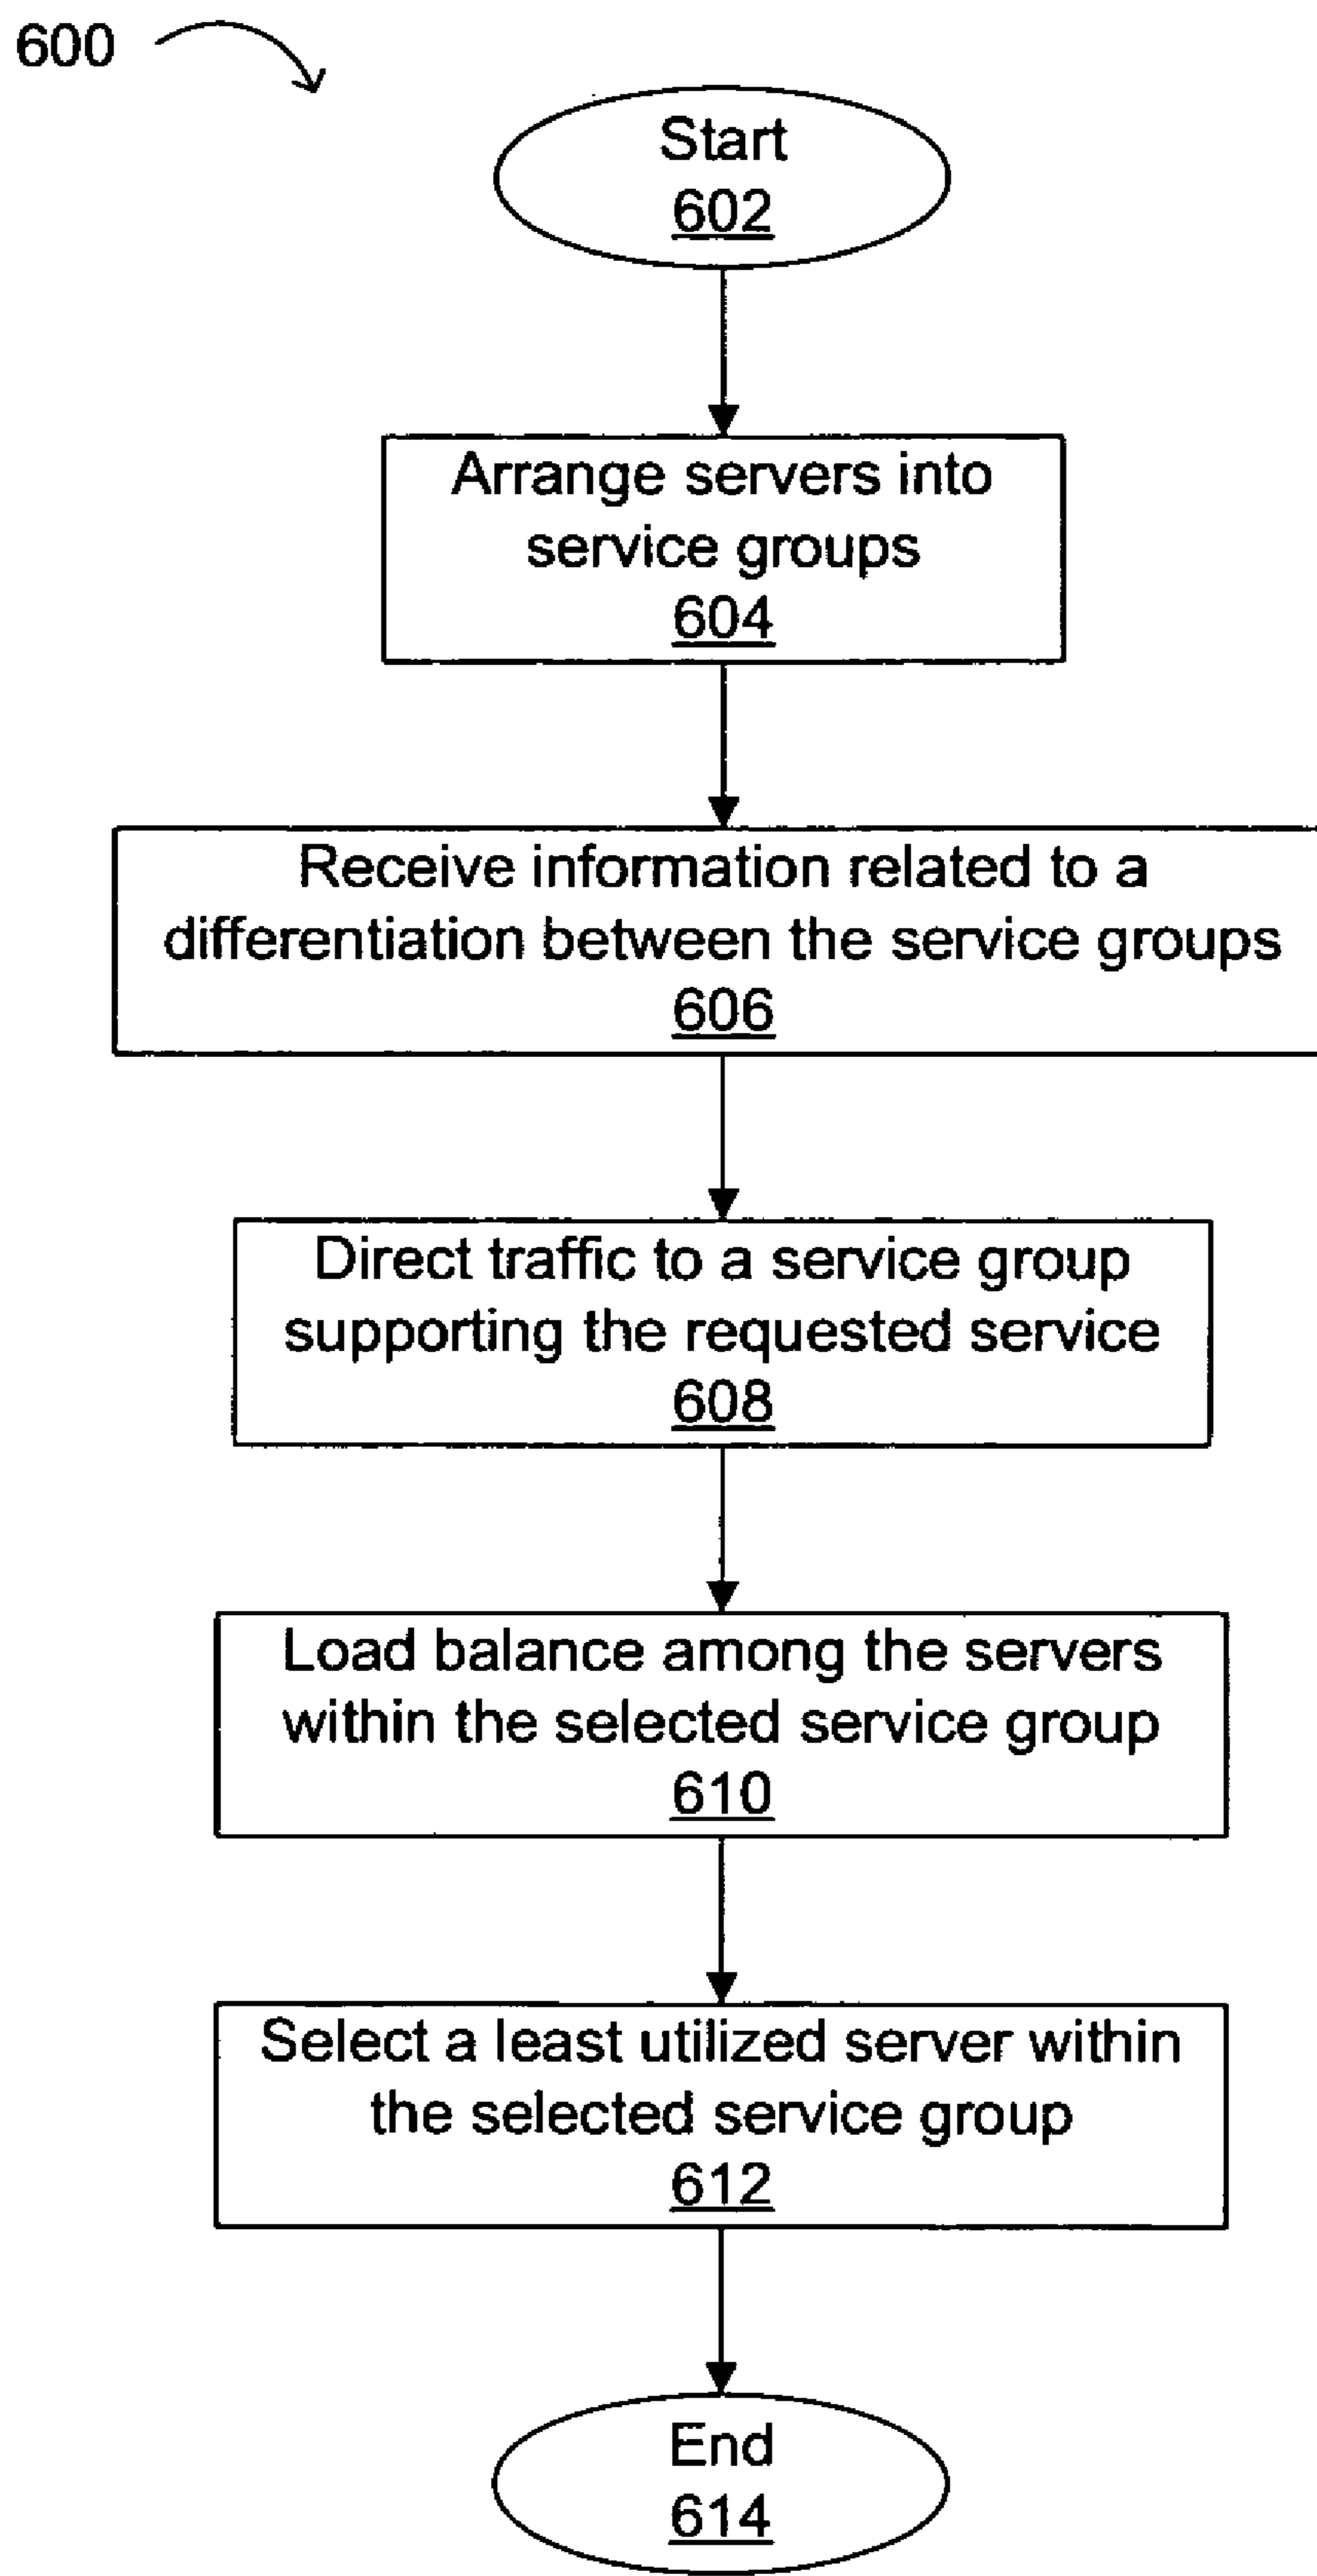 600
Start
602
Arrange servers into
service groups
604
Receive information related to a
differentiation between the service groups
606
Direct traffic to a service group
supporting the requested service
608
Load balance among the servers
within the selected service group
610
Select a least utilized server within
the selected service group
612
End
614